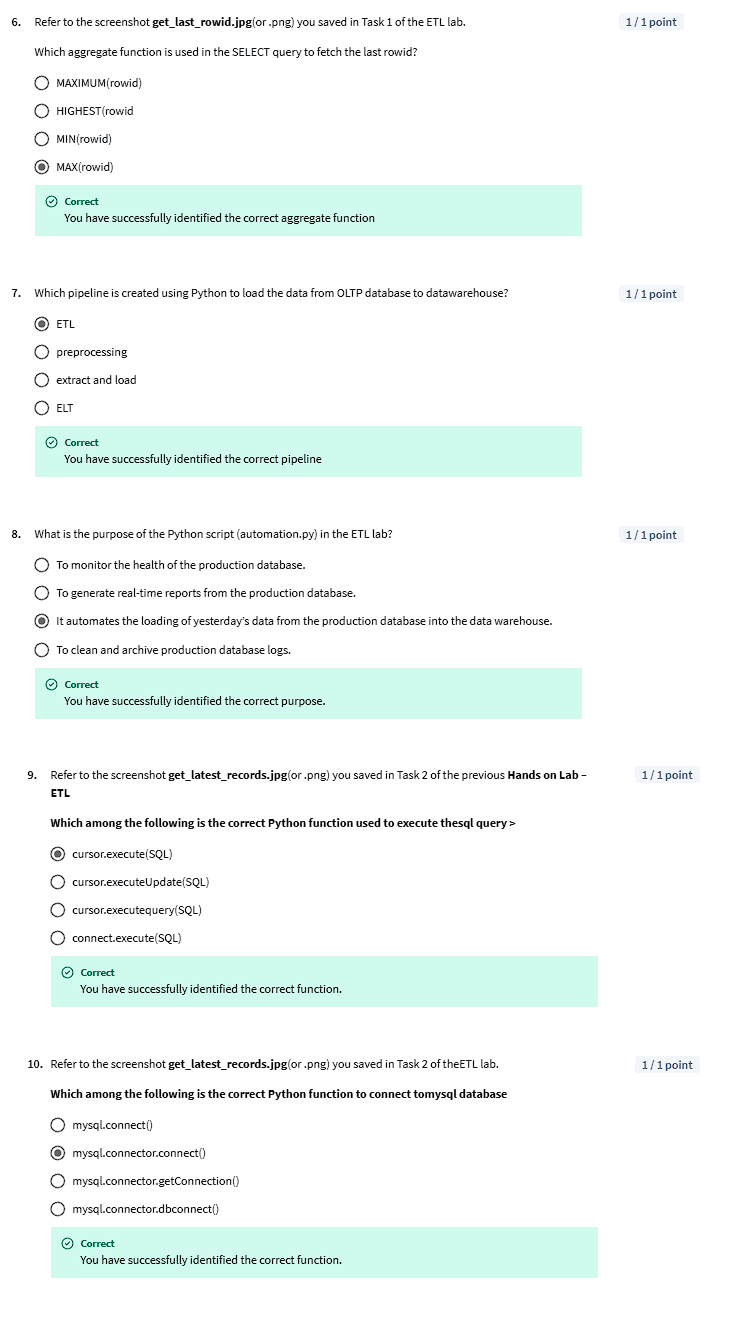 6. Refer to the screenshot get_last_rowid.jpg(or .png) you saved in Task 1 of the ETL lab. 1 / 1 point
Which aggregate function is used in the SELECT query to fetch the last rowid?
MAXIMUM(rowid)
HIGHEST(rowid
MIN(rowid)
MAX(rowid)
Correct
You have successfully identified the correct aggregate function
7. Which pipeline is created using Python to load the data from OLTP database to datawarehouse? 1 / 1 point
ETL
preprocessing
extract and load
ELT
Correct
You have successfully identified the correct pipeline
8. What is the purpose of the Python script (automation.py) in the ETL lab? 1 / 1 point
To monitor the health of the production database.
To generate real-time reports from the production database.
It automates the loading of yesterday's data from the production database into the data warehouse.
To clean and archive production database logs.
Correct
You have successfully identified the correct purpose.
9. Refer to the screenshot get_latest_records.jpg(or .png) you saved in Task 2 of the previous Hands on Lab – 1 / 1 point
ETL
Which among the following is the correct Python function used to execute thesql query >
cursor.execute(SQL)
cursor.executeUpdate(SQL)
cursor.executequery(SQL)
connect.execute(SQL)
Correct
You have successfully identified the correct function.
10. Refer to the screenshot get_latest_records.jpg(or .png) you saved in Task 2 of theETL lab. 1 / 1 point
Which among the following is the correct Python function to connect tomysql database
mysql.connect()
mysql.connector.connect()
mysql.connector.getConnection()
mysql.connector.dbconnect()
Correct
You have successfully identified the correct function.